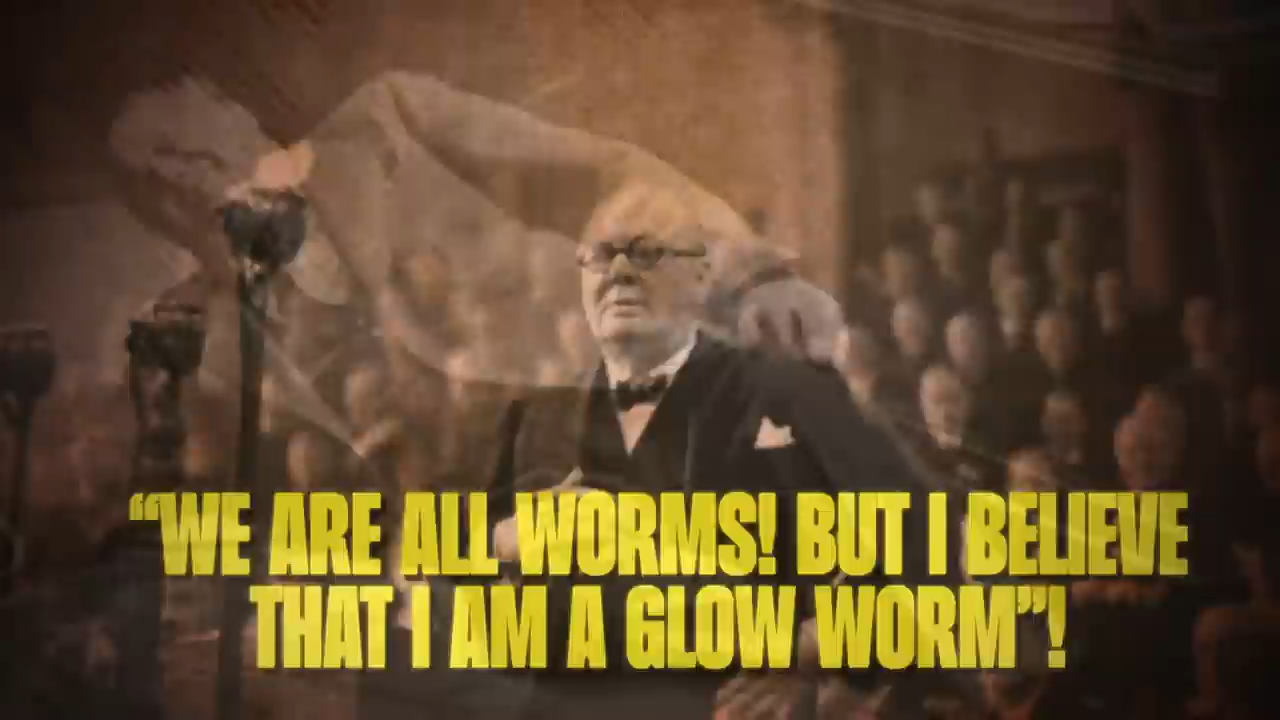 “WE ARE ALL WORMS! BUT I BELIEVE
THAT I AM A GLOW WORM”!